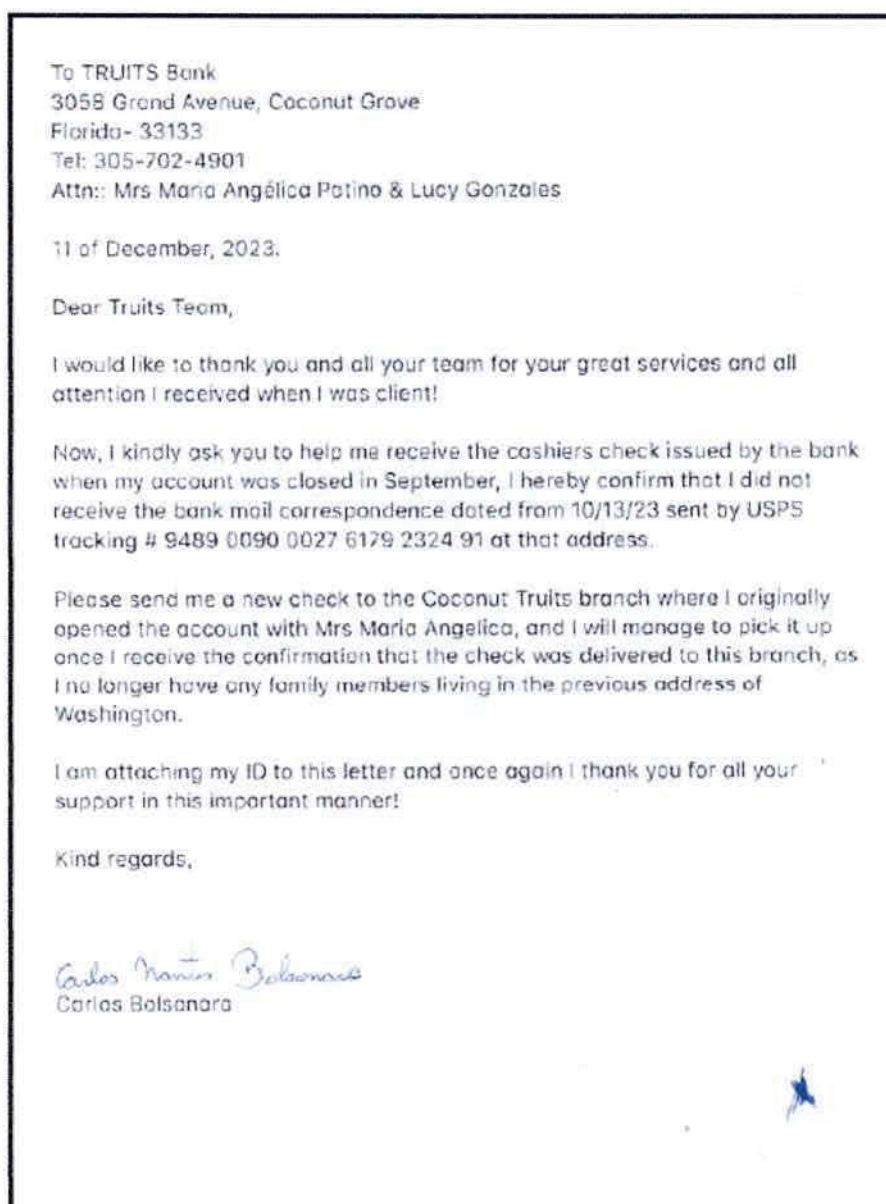 To TRUITS Bank
3058 Grand Avenue, Coconut Grove
Florida- 33133
Tel: 305-702-4901
Attn:: Mrs Maria Angélica Patino & Lucy Gonzales
11 of December, 2023.
Dear Truits Team,
I would like to thank you and all your team for your great services and all
attention I received when I was client!
Now, I kindly ask you to help me receive the cashiers check issued by the bank
when my account was closed in September, I hereby confirm that I did not
receive the bank mail correspondence dated from 10/13/23 sent by USPS
tracking # 9489 0090 0027 6179 2324 91 at that address.
Please send me a new check to the Coconut Truits branch where I originally
opened the account with Mrs Maria Angelica, and I will manage to pick it up
once I receive the confirmation that the check was delivered to this branch, as
I no longer have any family members living in the previous address of
Washington.
I am attaching my ID to this letter and once again I thank you for all your
support in this important manner!
Kind regards,
Carlos Bolsonaro
Carlos Bolsonaro